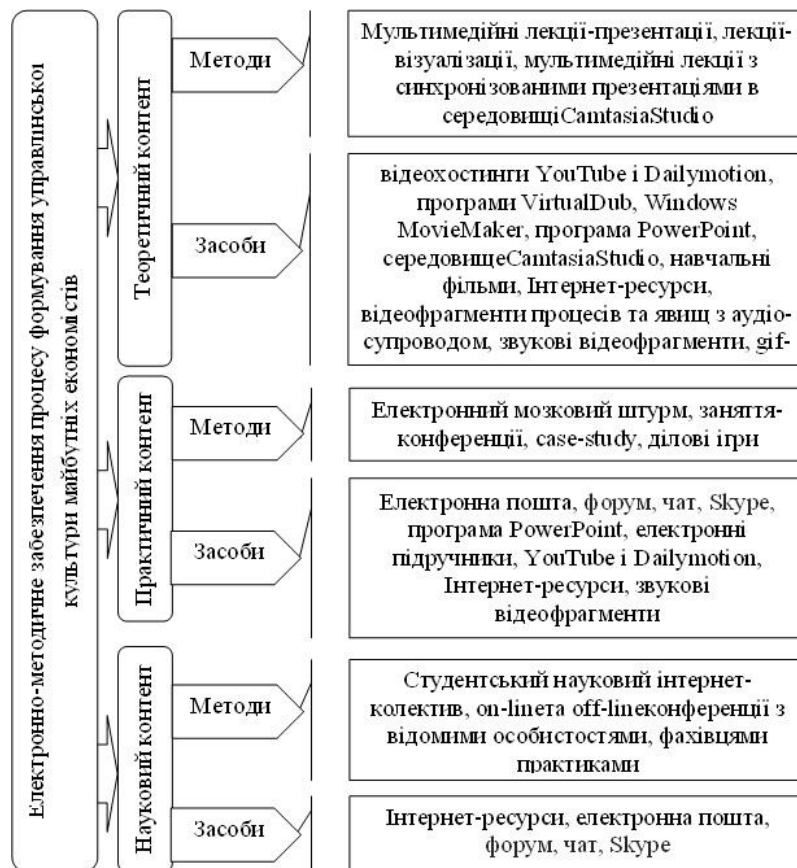 Електронно-методичне забезпечення процесу формування управлінської
культури майбутніх економістів
Теоретичний контент
Методи
Мультимедійні лекції-презентації, лекції-
візуалізації, мультимедійні лекції з
синхронізованими презентаціями в
середовищіCamtasiaStudio
Засоби
відеохостинги YouTube і Dailymotion,
програми VirtualDub, Windows
MovieMaker, програма PowerPoint,
середовищеCamtasiaStudio, навчальні
фільми, Інтернет-ресурси,
відеофрагменти процесів та явищ з аудіо-
супроводом, звукові відеофрагменти, gif-
Практичний контент
Методи
Електронний мозковий штурм, заняття-
конференції, case-study, ділові ігри
Засоби
Електронна пошта, форум, чат, Skype,
програма PowerPoint, електронні
підручники, YouTube і Dailymotion,
Інтернет-ресурси, звукові
відеофрагменти
Науковий контент
Методи
Студентський науковий інтернет-
колектив, on-lineта off-lineконференції з
відомими особистостями, фахівцями
практиками
Засоби
Інтернет-ресурси, електронна пошта,
форум, чат, Skype